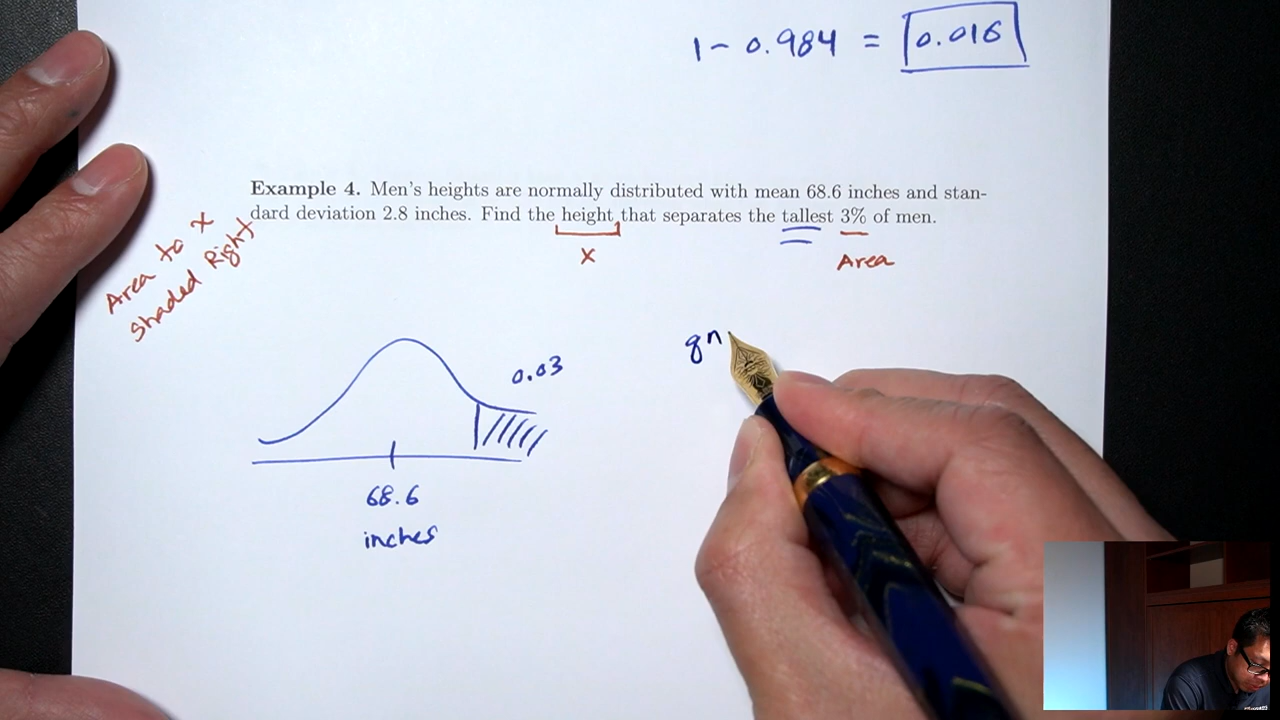 1 - 0.984 = 0.016
Example 4. Men's heights are normally distributed with mean 68.6 inches and stan-
dard deviation 2.8 inches. Find the height that separates the tallest 3% of men.
x
Area
Area to x
shaded Right
0.03
qn
68.6
inches